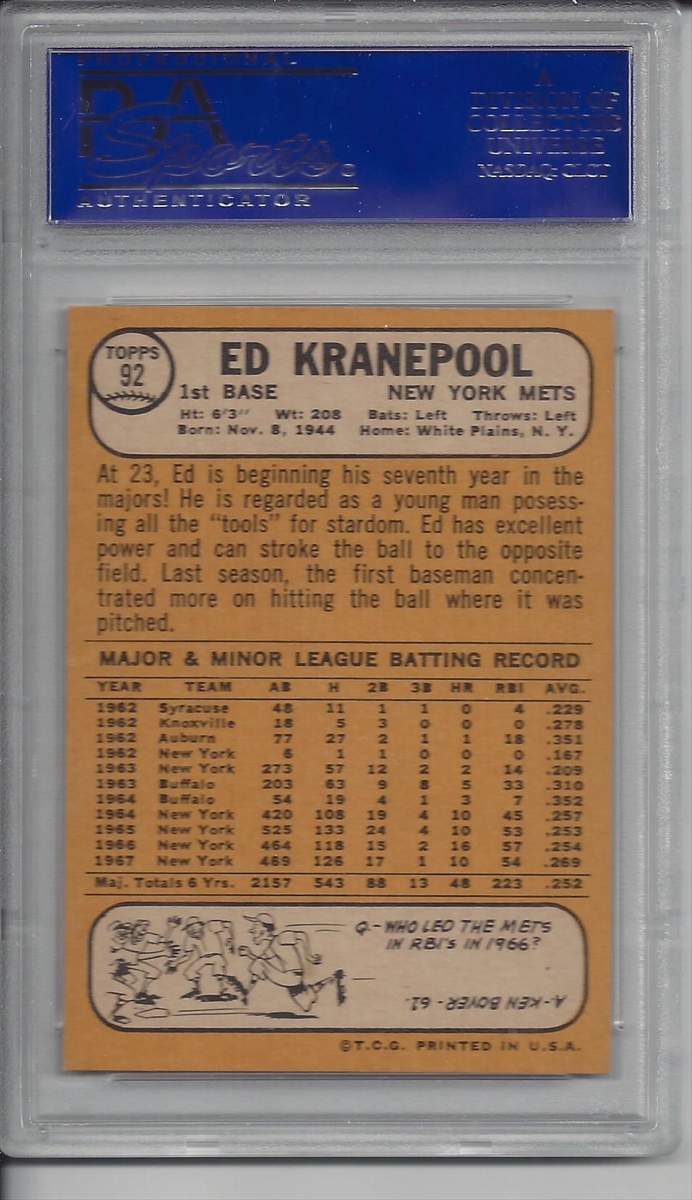 PROFESSIONAL
PSA
Sports
AUTHENTICATOR
A
DIVISION OF
COLLECTORS
UNIVERSE
NASDAQ: CLCT
TOPPS
92
ED KRANEPOOL
1st BASE NEW YORK METS
Ht: 6'3" Wt: 208 Bats: Left Throws: Left
Born: Nov. 8, 1944 Home: White Plains, N. Y.
At 23, Ed is beginning his seventh year in the
majors! He is regarded as a young man posess-
ing all the "tools" for stardom. Ed has excellent
power and can stroke the ball to the opposite
field. Last season, the first baseman concen-
trated more on hitting the ball where it was
pitched.
MAJOR & MINOR LEAGUE BATTING RECORD
YEAR TEAM AB H 2B 3B HR RBI AVG.
1962 Syracuse 48 11 1 1 0 4 .229
1962 Knoxville 18 5 3 0 0 0 .278
1962 Auburn 77 27 2 1 1 18 .351
1962 New York 6 1 1 0 0 0 .167
1963 New York 273 57 12 2 2 14 .209
1963 Buffalo 203 63 9 8 5 33 .310
1964 Buffalo 54 19 4 1 3 7 .352
1964 New York 420 108 19 4 10 45 .257
1965 New York 525 133 24 4 10 53 .253
1966 New York 464 118 15 2 16 57 .254
1967 New York 469 126 17 1 10 54 .269
Maj. Totals 6 Yrs. 2157 543 88 13 48 223 .252
Q.-WHO LED THE METS
IN RBI'S IN 1966?
A-KEN BOYER-61.
©T.C.G. PRINTED IN U.S.A.